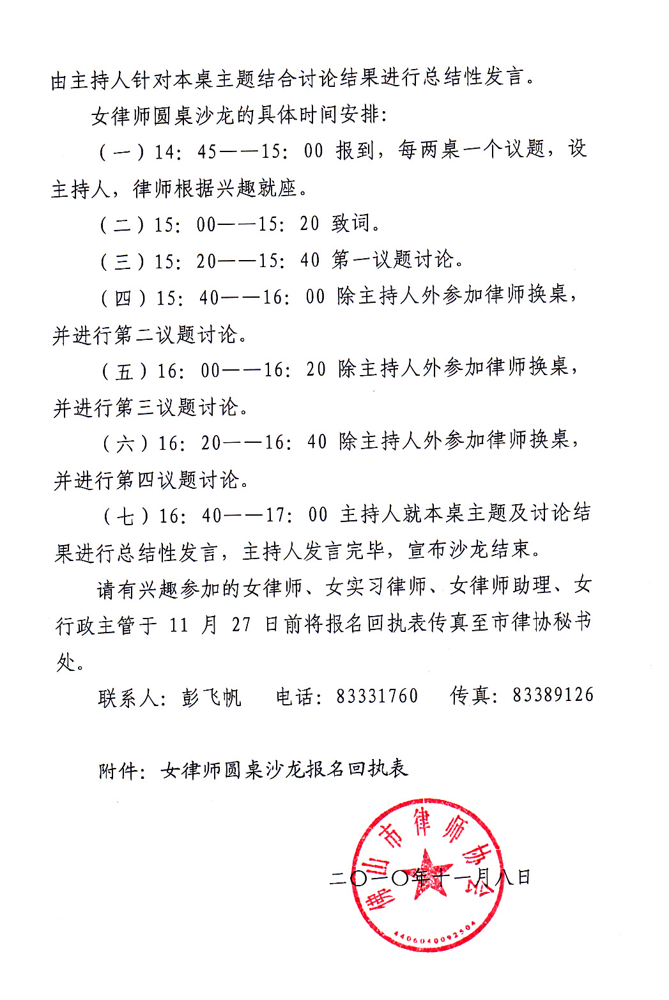 由主持人针对本桌主题结合讨论结果进行总结性发言。
女律师圆桌沙龙的具体时间安排：
（一）14：45——15：00 报到，每两桌一个议题，设
主持人，律师根据兴趣就座。
（二）15：00——15：20 致词。
（三）15：20——15：40 第一议题讨论。
（四）15：40——16：00 除主持人外参加律师换桌，
并进行第二议题讨论。
（五）16：00——16：20 除主持人外参加律师换桌，
并进行第三议题讨论。
（六）16：20——16：40 除主持人外参加律师换桌，
并进行第四议题讨论。
（七）16：40——17：00 主持人就本桌主题及讨论结
果进行总结性发言，主持人发言完毕，宣布沙龙结束。
请有兴趣参加的女律师、女实习律师、女律师助理、女
行政主管于 11 月 27 日前将报名回执表传真至市律协秘书
处。
联系人：彭飞帆 电话：83331760 传真：83389126
附件：女律师圆桌沙龙报名回执表
佛山市律师协会
二〇一〇年十一月八日
4406040092504